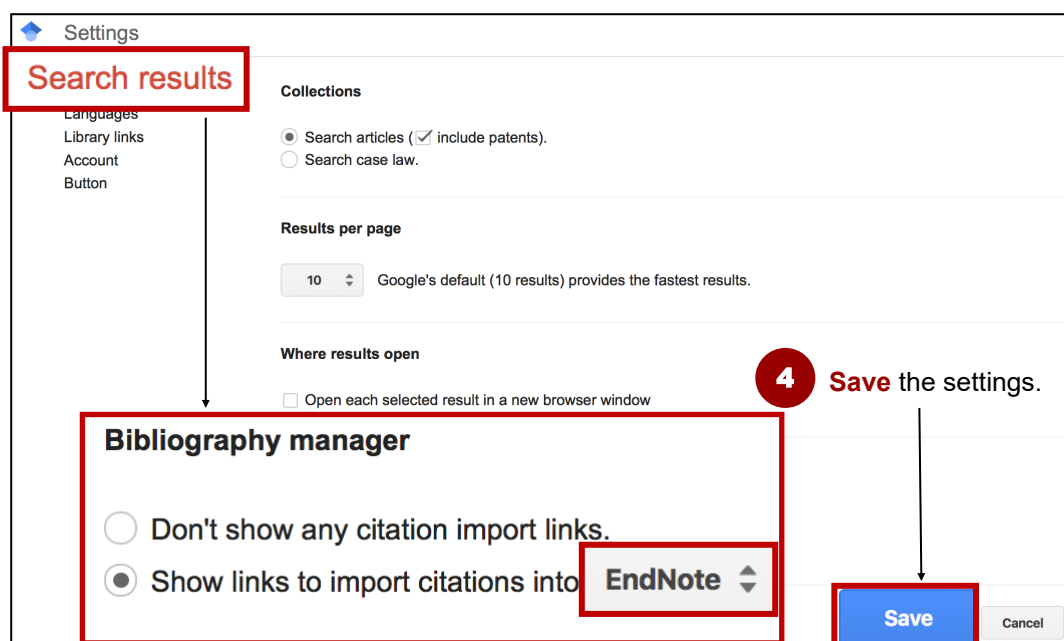 Settings
Search results
Languages
Library links
Account
Button
Collections
Search articles (include patents).
Search case law.
Results per page
10 Google's default (10 results) provides the fastest results.
Where results open
Open each selected result in a new browser window
4 Save the settings.
Bibliography manager
Don't show any citation import links.
Show links to import citations into EndNote
Save Cancel